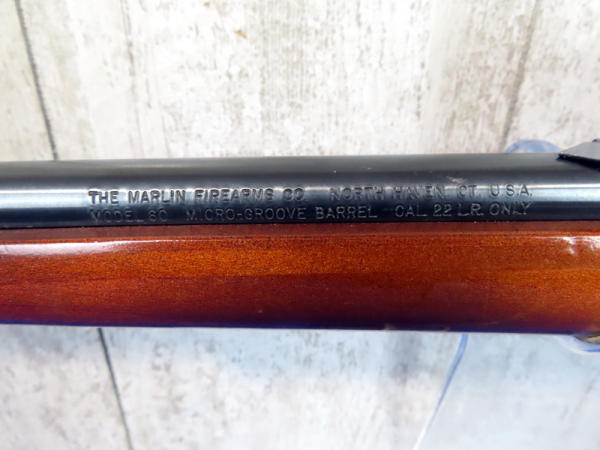 THE MARLIN FIREARMS CO. NORTH HAVEN CT. U.S.A.
MODEL 60 MICRO-GROOVE BARREL CAL. 22 L.R. ONLY